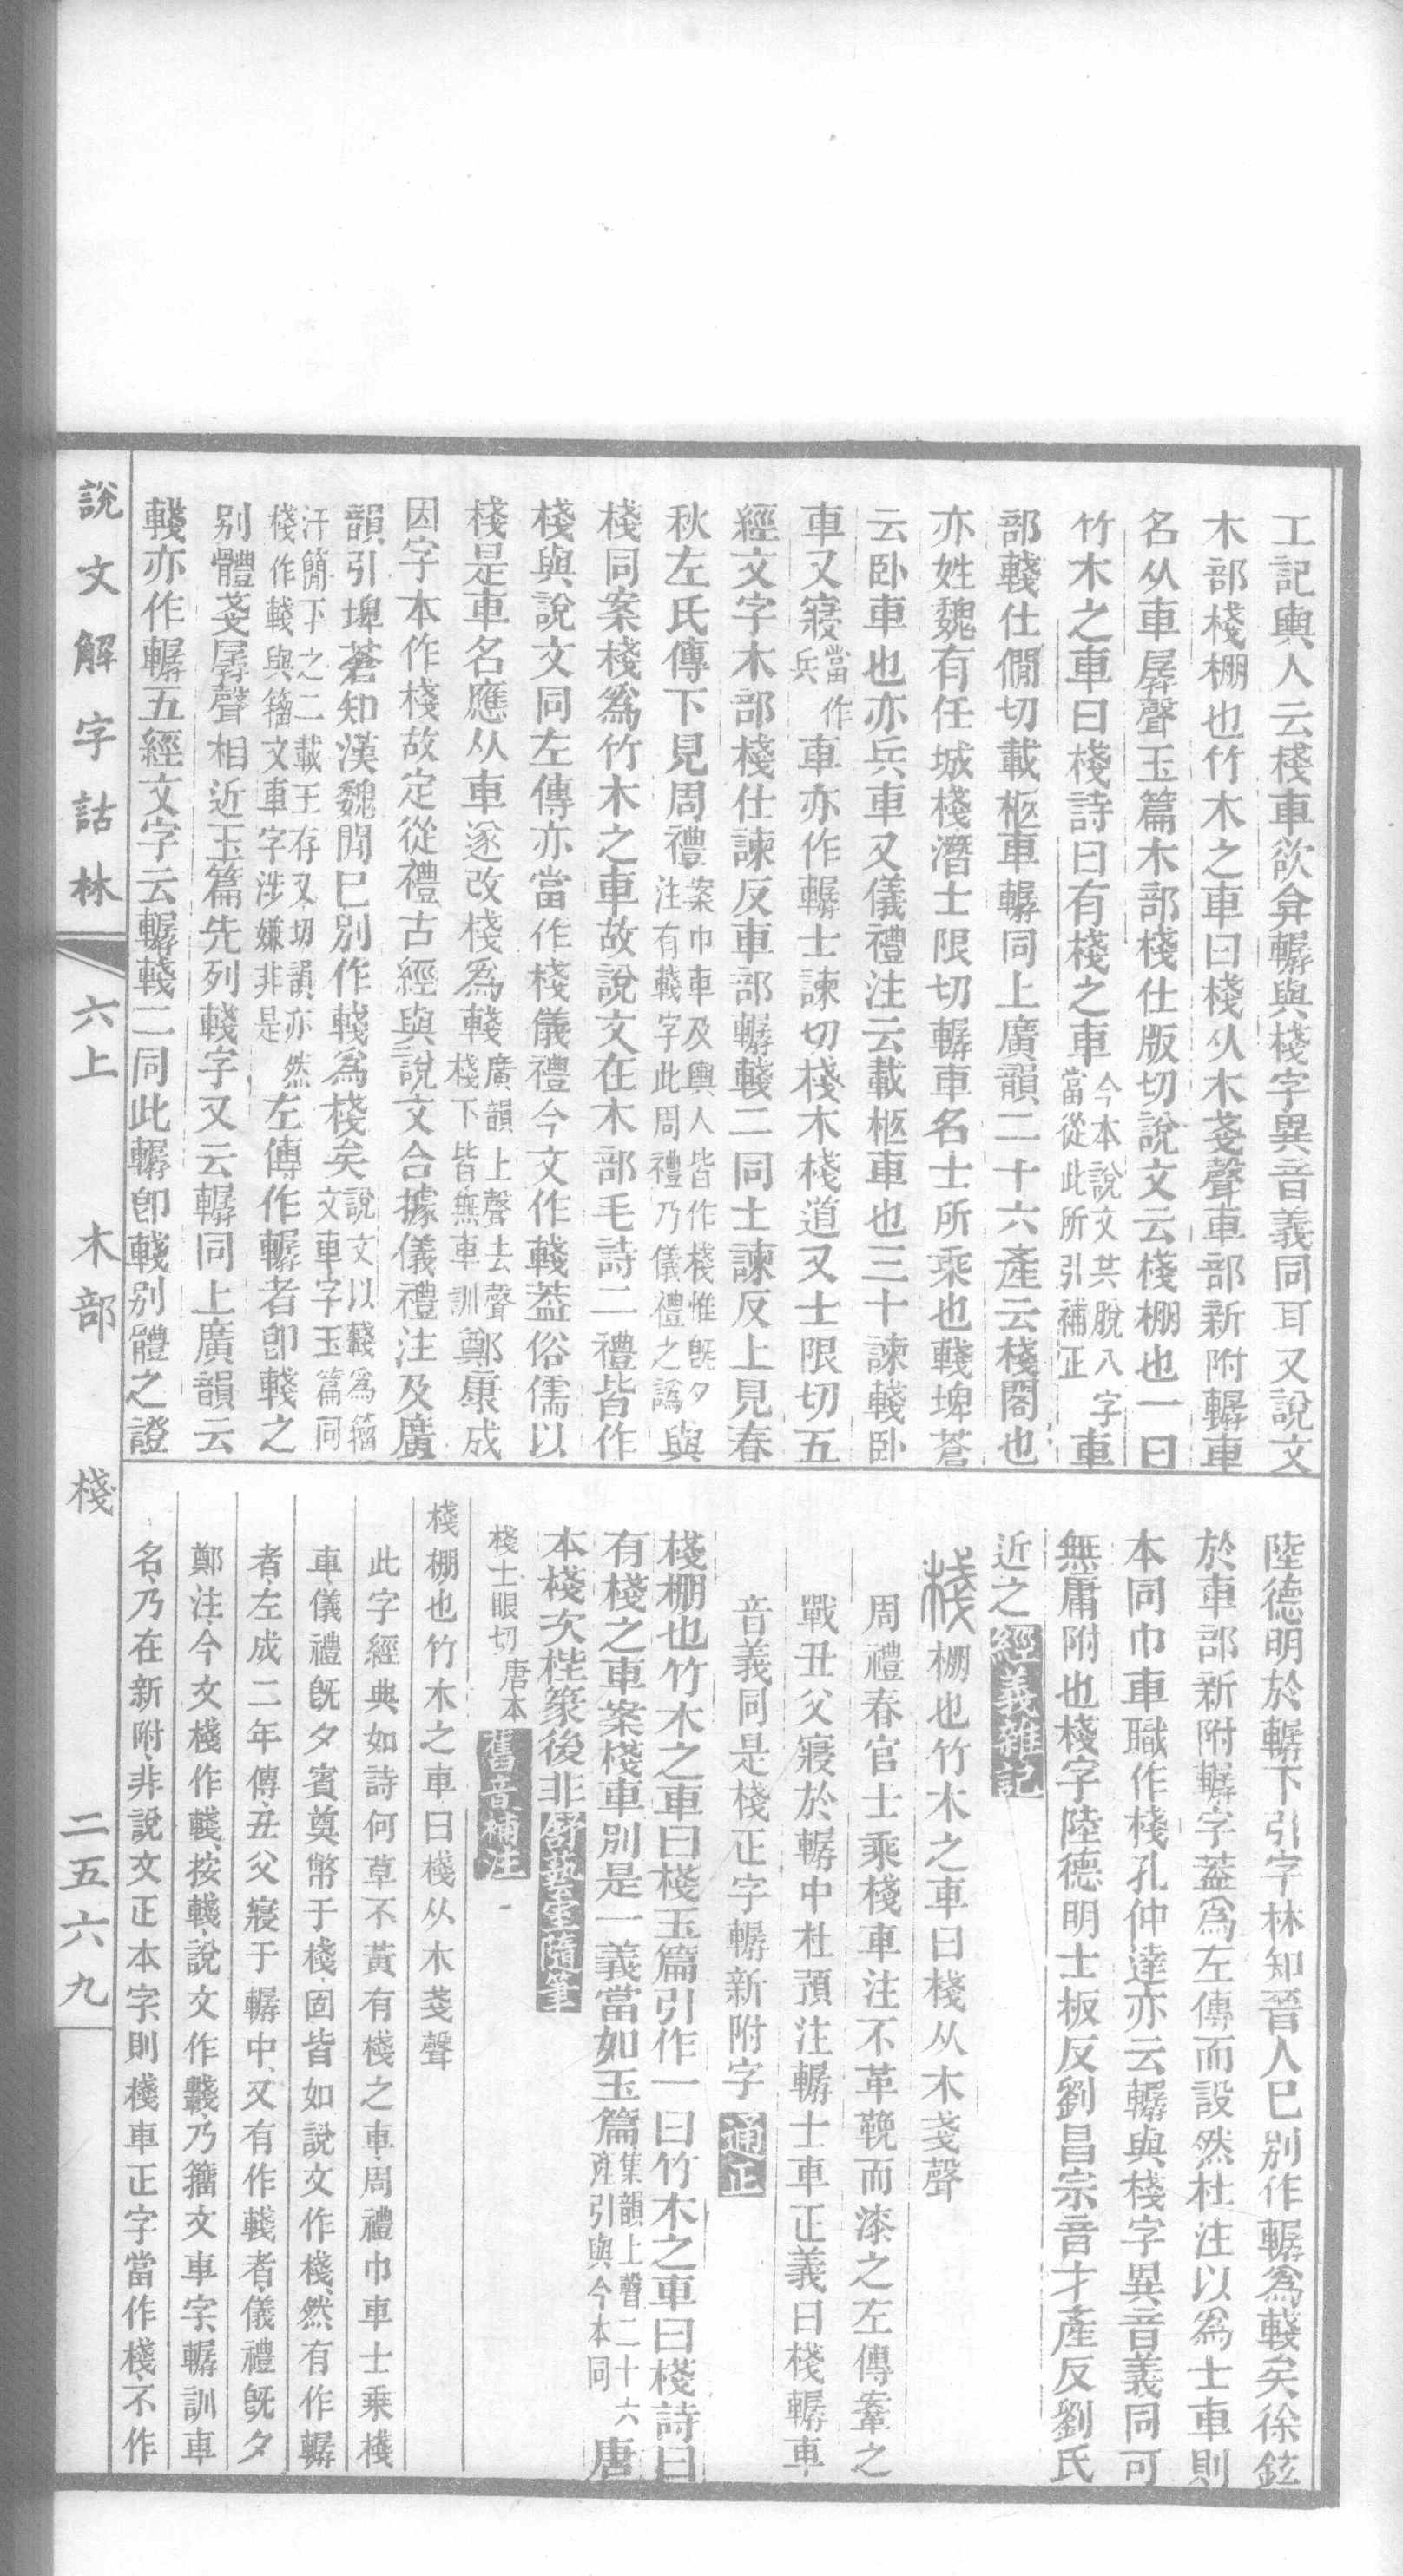 工記輿人云棧車欲弇轏與棧字異音義同耳又說文
木部棧棚也竹木之車曰棧从木戔聲車部新附轏車
名从車孱聲玉篇木部棧仕版切說文云棧棚也一曰
竹木之車曰棧詩曰有棧之車今本說文共脫八字當從此所引補正車
部輚仕僩切載柩車轏同上廣韻二十六產云棧閣也
亦姓魏有任城棧潛士限切轏車名士所乘也輚埤蒼
云卧車也亦兵車又儀禮注云載柩車也三十諫輚卧
車又寢當作兵車亦作轏士諫切棧木棧道又士限切五
經文字木部棧仕諫反車部轏輚二同士諫反上見春
秋左氏傳下見周禮案巾車及輿人皆作棧惟旣夕注有輚字此周禮乃儀禮之譌與
棧同案棧爲竹木之車故說文在木部毛詩二禮皆作
棧與說文同左傳亦當作棧儀禮今文作輚葢俗儒以
棧是車名應从車遂改棧爲輚廣韻上聲去聲棧下皆無車訓鄭康成
因字本作棧故定從禮古經與說文合據儀禮注及廣
韻引埤蒼知漢魏閒已別作輚爲棧矣說文以䡴爲籀文車字玉篇同
汗簡下之二載王存乂切韻亦然棧作輚與籀文車字涉嫌非是左傳作轏者卽輚之
別體戔孱聲相近玉篇先列輚字又云轏同上廣韻云
輚亦作轏五經文字云轏輚二同此轏卽輚別體之證
陸德明於轏下引字林知晉人已別作轏爲輚矣徐鉉
於車部新附轏字葢爲左傳而設然杜注以爲士車則
本同巾車職作棧孔仲達亦云轏與棧字異音義同可
無庸附也棧字陸德明士板反劉昌宗音才產反劉氏
近之經義雜記
棧棚也竹木之車曰棧从木戔聲
周禮春官士乘棧車注不革輓而漆之左傳䡞之
戰丑父寢於轏中杜預注轏士車正義曰棧轏車
音義同是棧正字轏新附字通正
棧棚也竹木之車曰棧玉篇引作一曰竹木之車曰棧詩曰
有棧之車案棧車別是一義當如玉篇集韻上聲二十六產引與今本同唐
本棧次梐篆後非舒藝室隨筆
棧士眼切唐本舊音補注
棧棚也竹木之車曰棧从木戔聲
此字經典如詩何草不黃有棧之車周禮巾車士乘棧
車儀禮旣夕賓奠幣于棧固皆如說文作棧然有作轏
者左成二年傳丑父寢于轏中又有作輚者儀禮旣夕
鄭注今文棧作輚按輚說文作䡴乃籀文車字轏訓車
名乃在新附非說文正本字則棧車正字當作棧不作
說文解字詁林 六上 木部 棧 二五六九